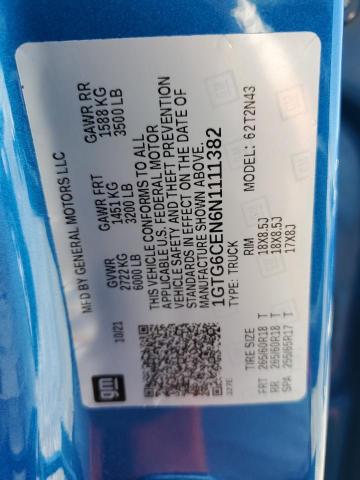 MFD BY GENERAL MOTORS LLC
10/21
GVWR
2722 KG
6000 LB
GAWR FRT
1451 KG
3200 LB
GAWR RR
1588 KG
3500 LB
THIS VEHICLE CONFORMS TO ALL
APPLICABLE U.S. FEDERAL MOTOR
VEHICLE SAFETY AND THEFT PREVENTION
STANDARDS IN EFFECT ON THE DATE OF
MANUFACTURE SHOWN ABOVE.
1GTG6CEN6N1111382
TYPE: TRUCK
MODEL: 62T2N43
TIRE SIZE RIM
FRT 265/60R18 T 18X8.5J
RR 265/60R18 T 18X8.5J
SPA 255/65R17 T 17X8J
gm